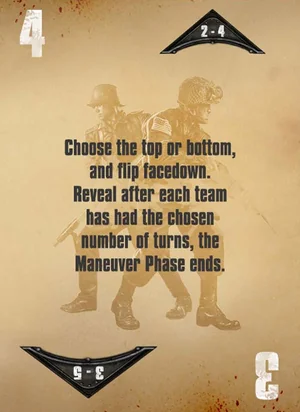 4
2 - 4
Choose the top or bottom,
and flip facedown.
Reveal after each team
has had the chosen
number of turns, the
Maneuver Phase ends.
3 - 5
3